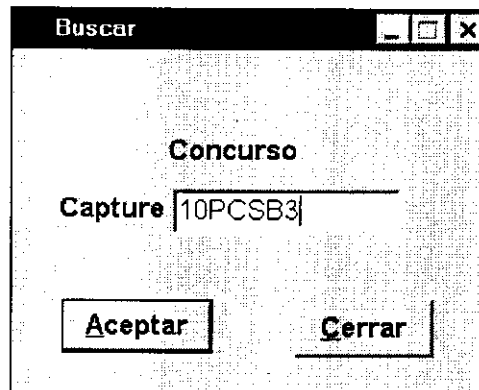 Buscar
Concurso
Capture 10PCSB3
Aceptar Cerrar